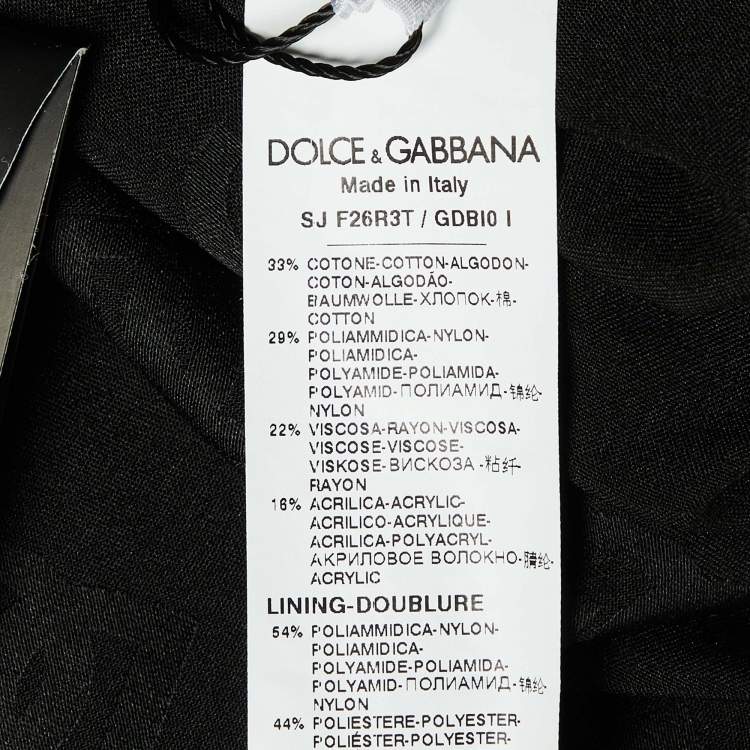 DOLCE & GABBANA
Made in Italy
SJ F26R3T / GDBI0 I
33% COTONE-COTTON-ALGODON-
COTON-ALGODÃO-
BAUMWOLLE-ХЛОПОК-棉-
COTTON
29% POLIAMMIDICA-NYLON-
POLIAMIDICA-
POLYAMIDE-POLIAMIDA-
POLYAMID-ПОЛИАМИД-锦纶-
NYLON
22% VISCOSA-RAYON-VISCOSA-
VISCOSE-VISCOSE-
VISKOSE-ВИСКОЗА -粘纤-
RAYON
16% ACRILICA-ACRYLIC-
ACRILICO-ACRYLIQUE-
ACRILICA-POLYACRYL-
АКРИЛОВОЕ ВОЛОКНО-腈纶-
ACRYLIC
LINING-DOUBLURE
54% POLIAMMIDICA-NYLON-
POLIAMIDICA-
POLYAMIDE-POLIAMIDA-
POLYAMID-ПОЛИАМИД-锦纶-
NYLON
44% POLIESTERE-POLYESTER-
POLIÉSTER-POLYESTER-